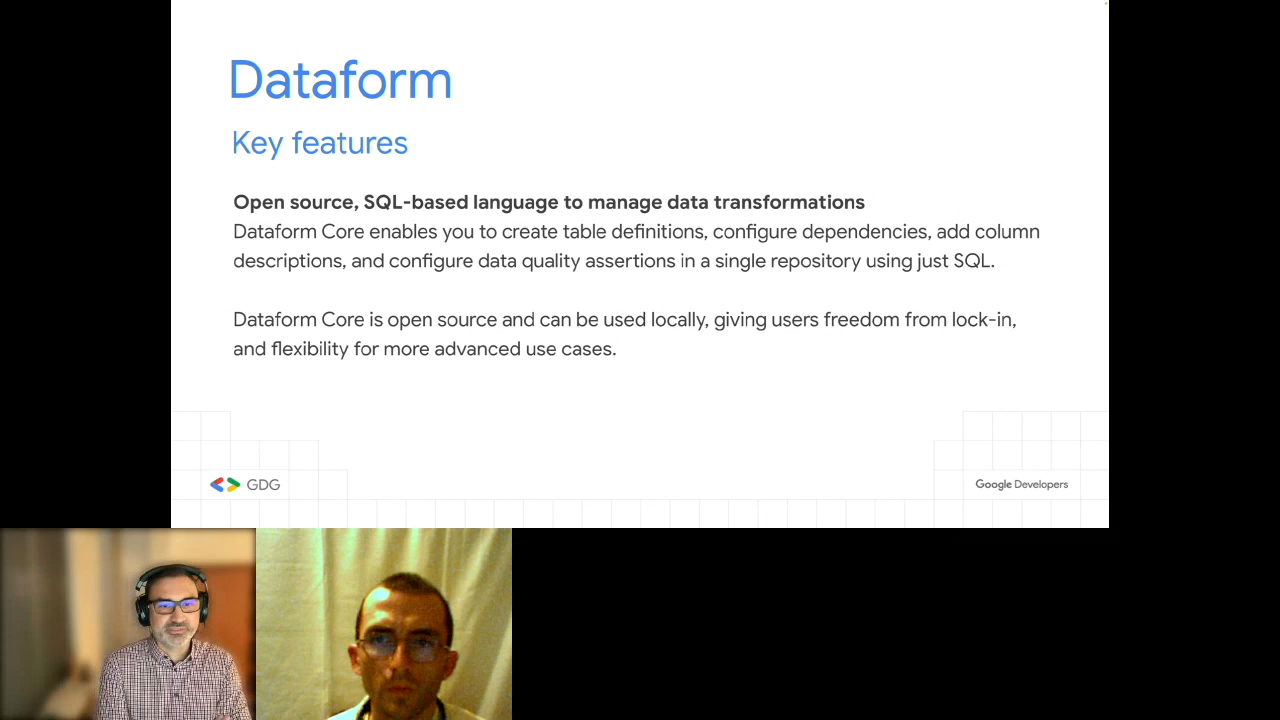 Dataform
Key features
Open source, SQL-based language to manage data transformations
Dataform Core enables you to create table definitions, configure dependencies, add column
descriptions, and configure data quality assertions in a single repository using just SQL.
Dataform Core is open source and can be used locally, giving users freedom from lock-in,
and flexibility for more advanced use cases.
GDG
Google Developers